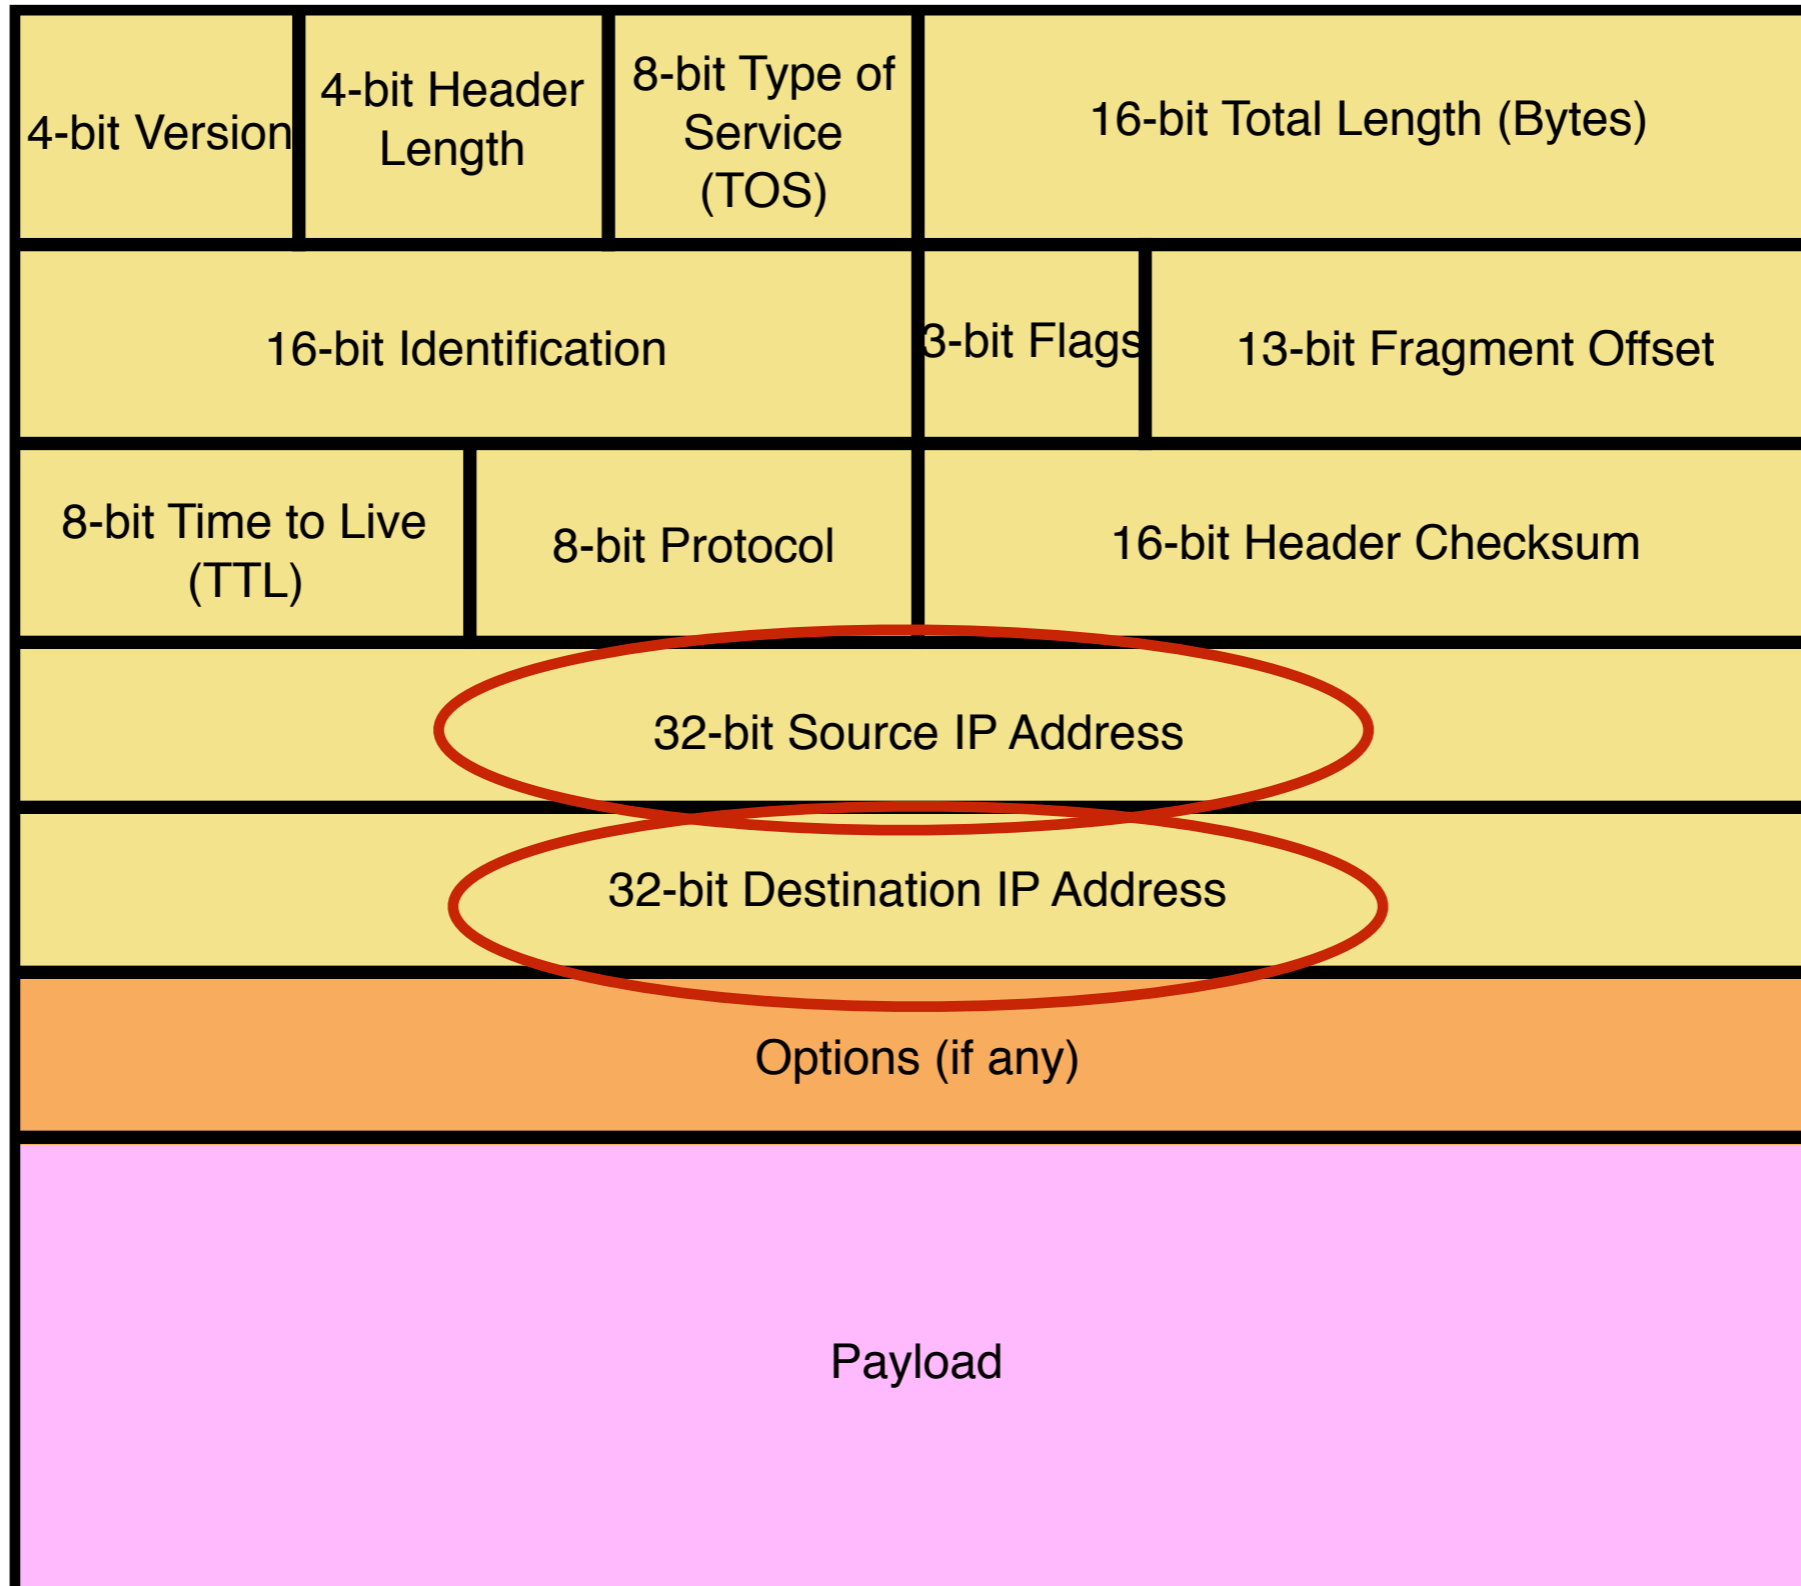 4-bit Version
4-bit Header
Length
8-bit Type of
Service
(TOS)
16-bit Total Length (Bytes)
16-bit Identification
3-bit Flags
13-bit Fragment Offset
8-bit Time to Live
(TTL)
8-bit Protocol
16-bit Header Checksum
32-bit Source IP Address
32-bit Destination IP Address
Options (if any)
Payload